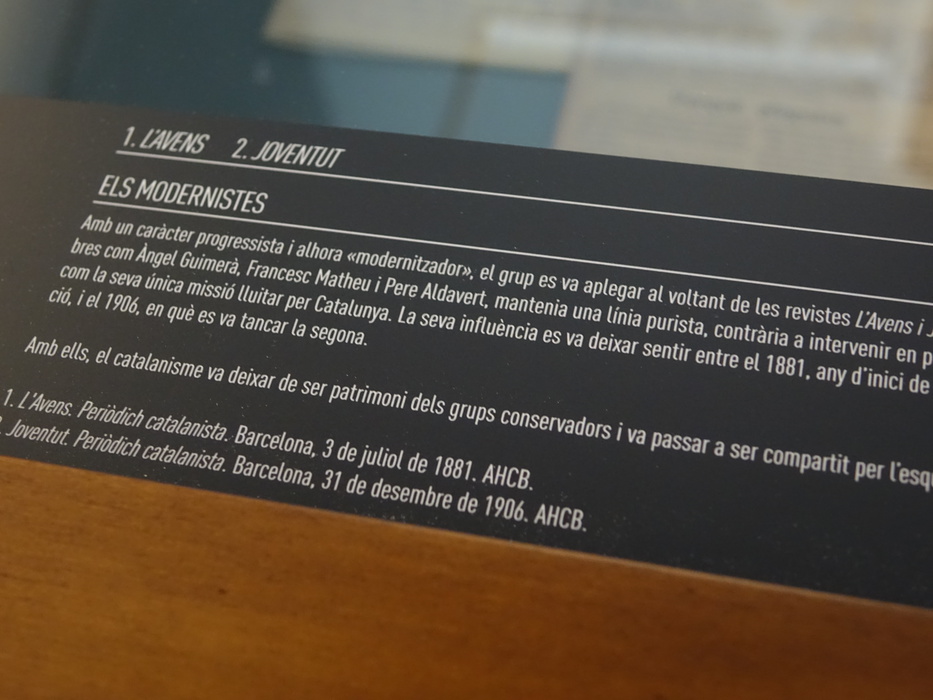 1. L'AVENS 2. JOVENTUT
ELS MODERNISTES
Amb un caràcter progressista i alhora «modernitzador», el grup es va aplegar al voltant de les revistes L'Avens i
bres com Àngel Guimerà, Francesc Matheu i Pere Aldavert, mantenia una línia purista, contrària a intervenir en
com la seva única missió lluitar per Catalunya. La seva influència es va deixar sentir entre el 1881, any d'inici de
ció, i el 1906, en què es va tancar la segona.
Amb ells, el catalanisme va deixar de ser patrimoni dels grups conservadors i va passar a ser compartit per l'esq
1. L'Avens. Periòdich catalanista. Barcelona, 3 de juliol de 1881. AHCB.
. Joventut. Periòdich catalanista. Barcelona, 31 de desembre de 1906. AHCB.